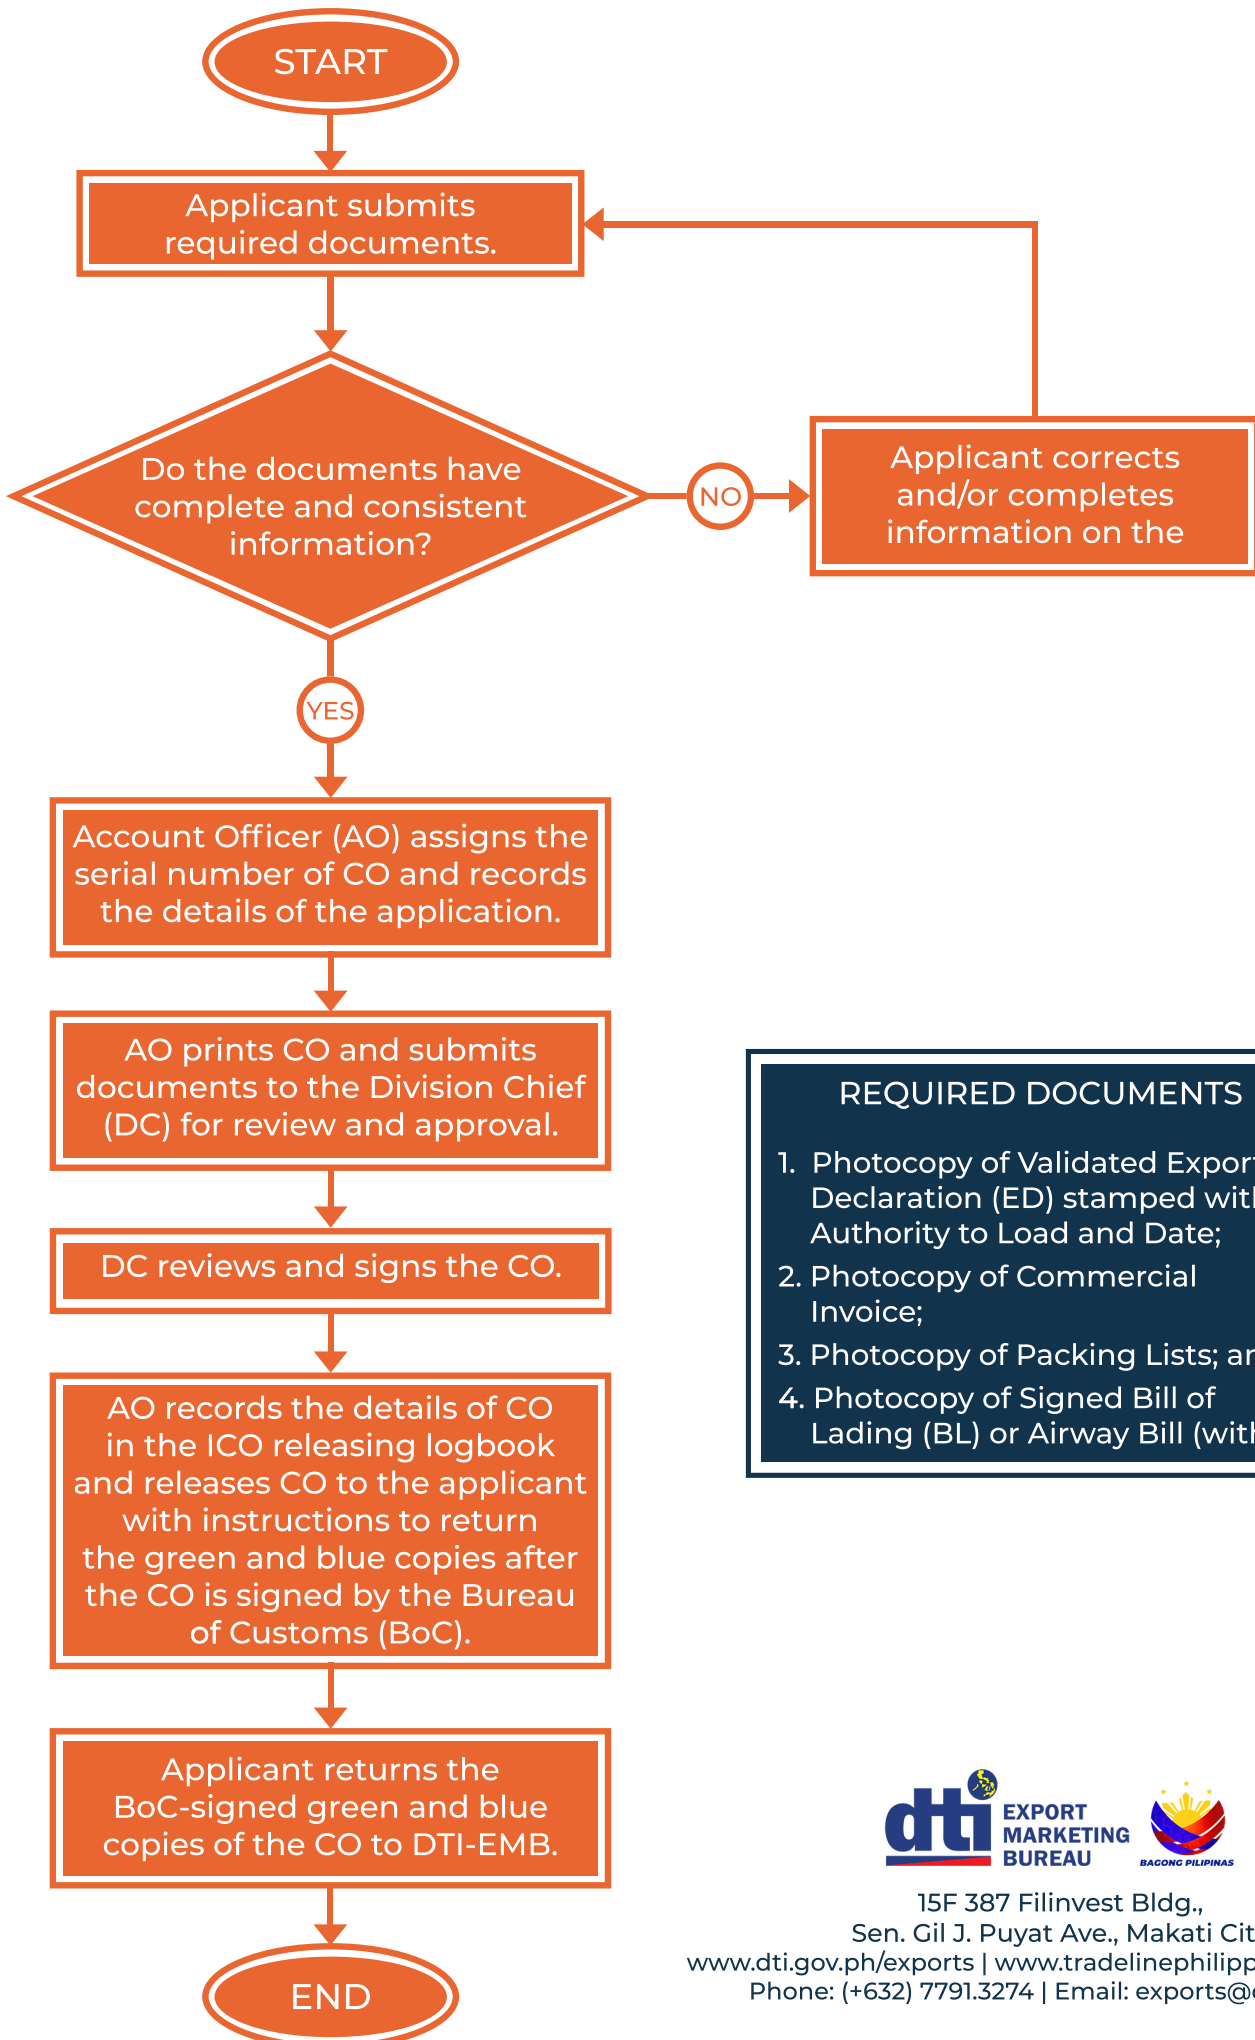 START
Applicant submits
required documents.
Do the documents have
complete and consistent
information?
NO
Applicant corrects
and/or completes
information on the
YES
Account Officer (AO) assigns the
serial number of CO and records
the details of the application.
AO prints CO and submits
documents to the Division Chief
(DC) for review and approval.
DC reviews and signs the CO.
AO records the details of CO
in the ICO releasing logbook
and releases CO to the applicant
with instructions to return
the green and blue copies after
the CO is signed by the Bureau
of Customs (BoC).
Applicant returns the
BoC-signed green and blue
copies of the CO to DTI-EMB.
END
REQUIRED DOCUMENTS
1. Photocopy of Validated Export
Declaration (ED) stamped with
Authority to Load and Date;
2. Photocopy of Commercial
Invoice;
3. Photocopy of Packing Lists;
4. Photocopy of Signed Bill of
Lading (BL) or Airway Bill (with
dti EXPORT
MARKETING
BUREAU
BAGONG PILIPINAS
15F 387 Filinvest Bldg.,
Sen. Gil J. Puyat Ave., Makati Cit
www.dti.gov.ph/exports | www.tradelinephilipp
Phone: (+632) 7791.3274 | Email: exports@